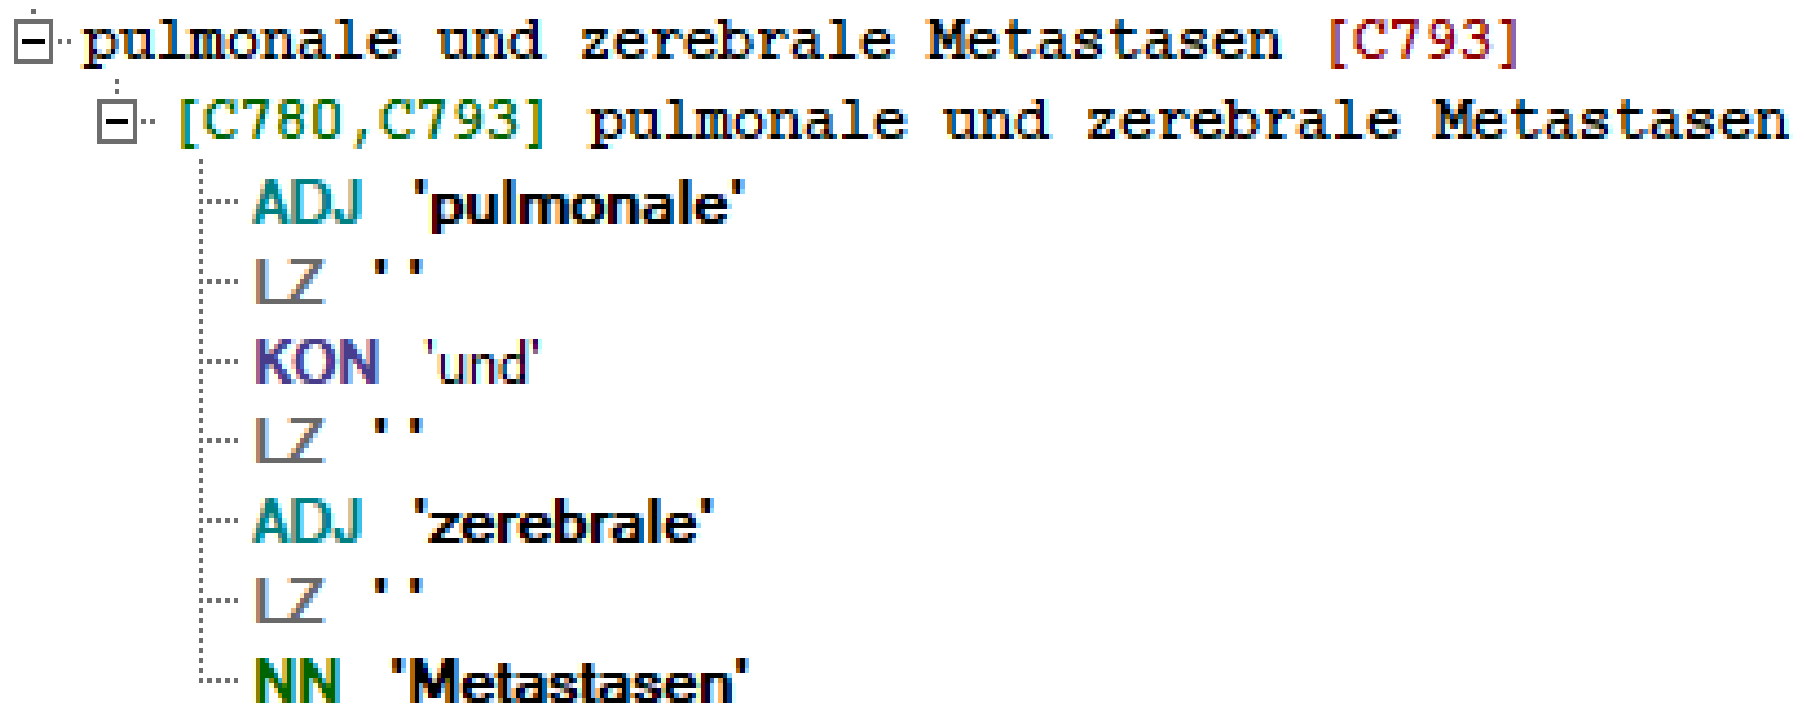 pulmonale und zerebrale Metastasen [C793]
[C780,C793] pulmonale und zerebrale Metastasen
ADJ 'pulmonale'
LZ ' '
KON 'und'
LZ ' '
ADJ 'zerebrale'
LZ ' '
NN 'Metastasen'